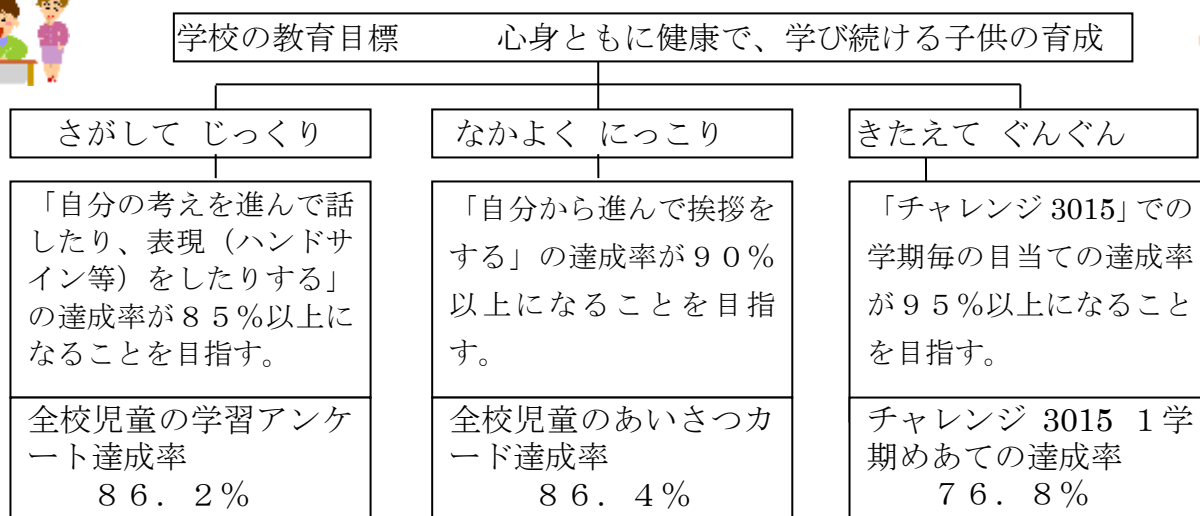 学校の教育目標　　　心身ともに健康で、学び続ける子供の育成
さがして じっくり
「自分の考えを進んで話
したり、表現（ハンドサ
イン等）をしたりする」
の達成率が８５％以上に
なることを目指す。
全校児童の学習アンケ
ート達成率
８６．２％
なかよく にっこり
「自分から進んで挨拶を
する」の達成率が９０％
以上になることを目指
す。
全校児童のあいさつカ
ード達成率
８６．４％
きたえて ぐんぐん
「チャレンジ 3015」での
学期毎の目当ての達成率
が９５％以上になること
を目指す。
チャレンジ 3015 １学
期めあての達成率
７６．８％